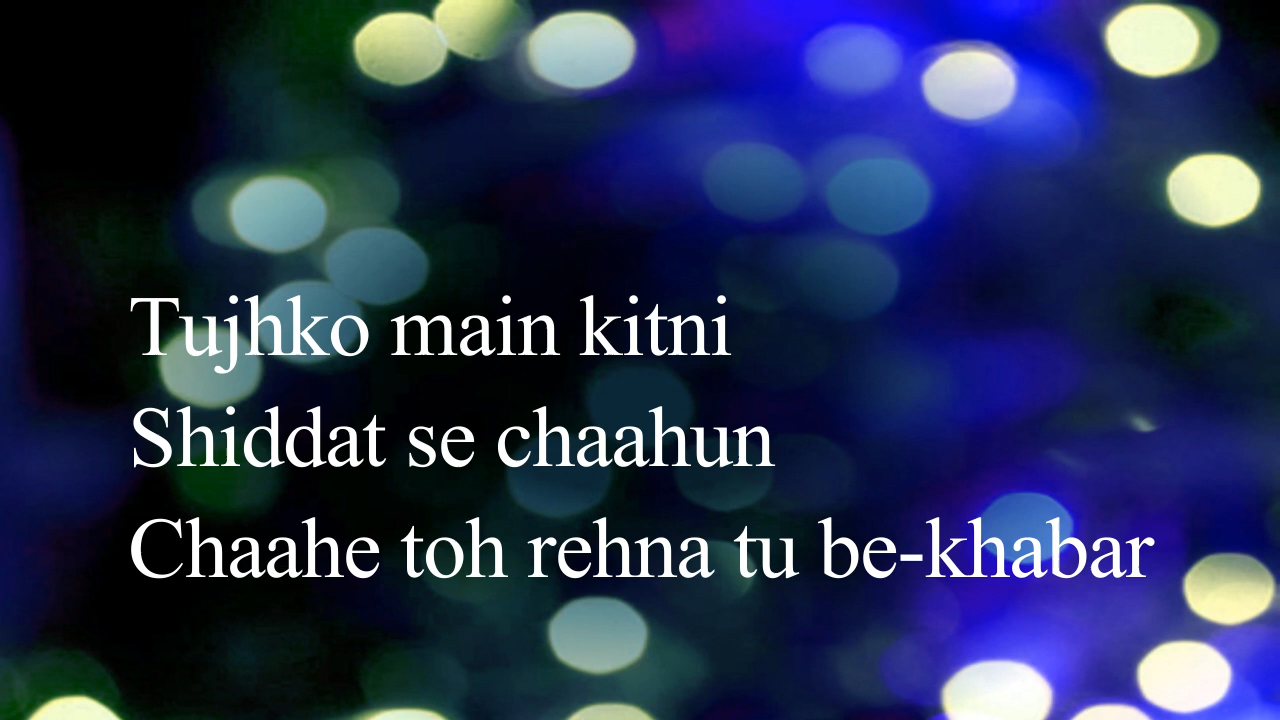 Tujhko main kitni
Shiddat se chaahun
Chaahe toh rehna tu be-khabar